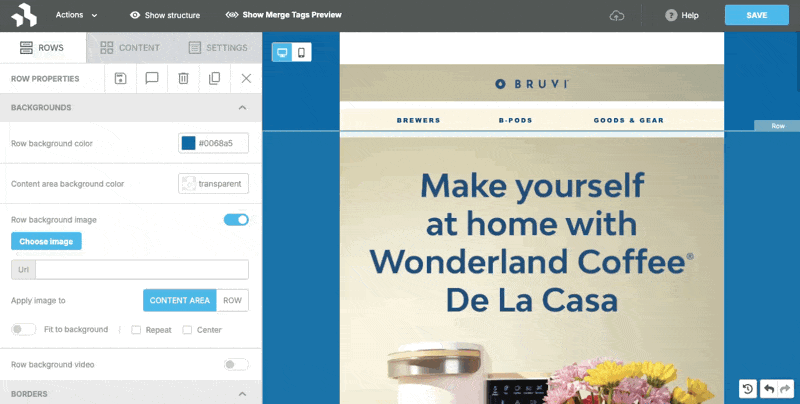 Actions
Show structure
Show Merge Tags Preview
Help
SAVE
ROWS
CONTENT
SETTINGS
ROW PROPERTIES
BACKGROUNDS
Row background color
#0068a5
Content area background color
transparent
Row background image
Choose image
Url
Apply image to
CONTENT AREA
ROW
Fit to background
Repeat
Center
Row background video
BORDERS
BRUVI
BREWERS
B-PODS
GOODS & GEAR
Row
Make yourself
at home with
Wonderland Coffee®
De La Casa